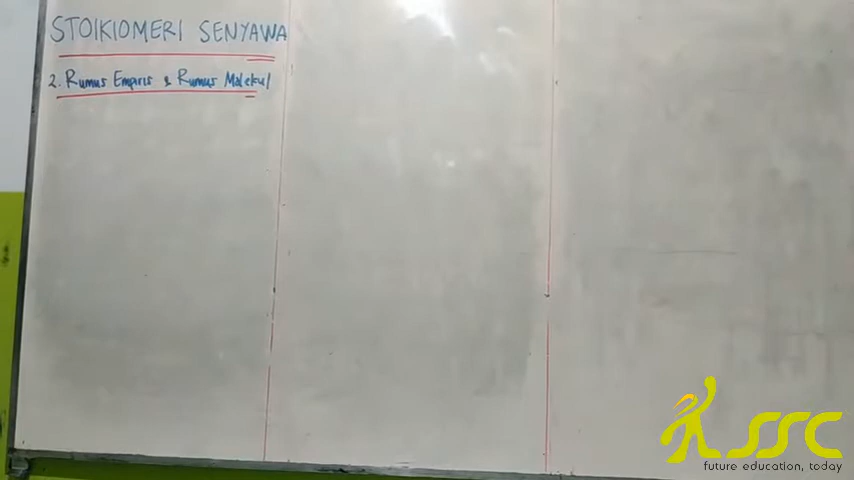 STOIKIOMERI SENYAWA
2. Rumus Empiris & Rumus Molekul
SSC
future education, today